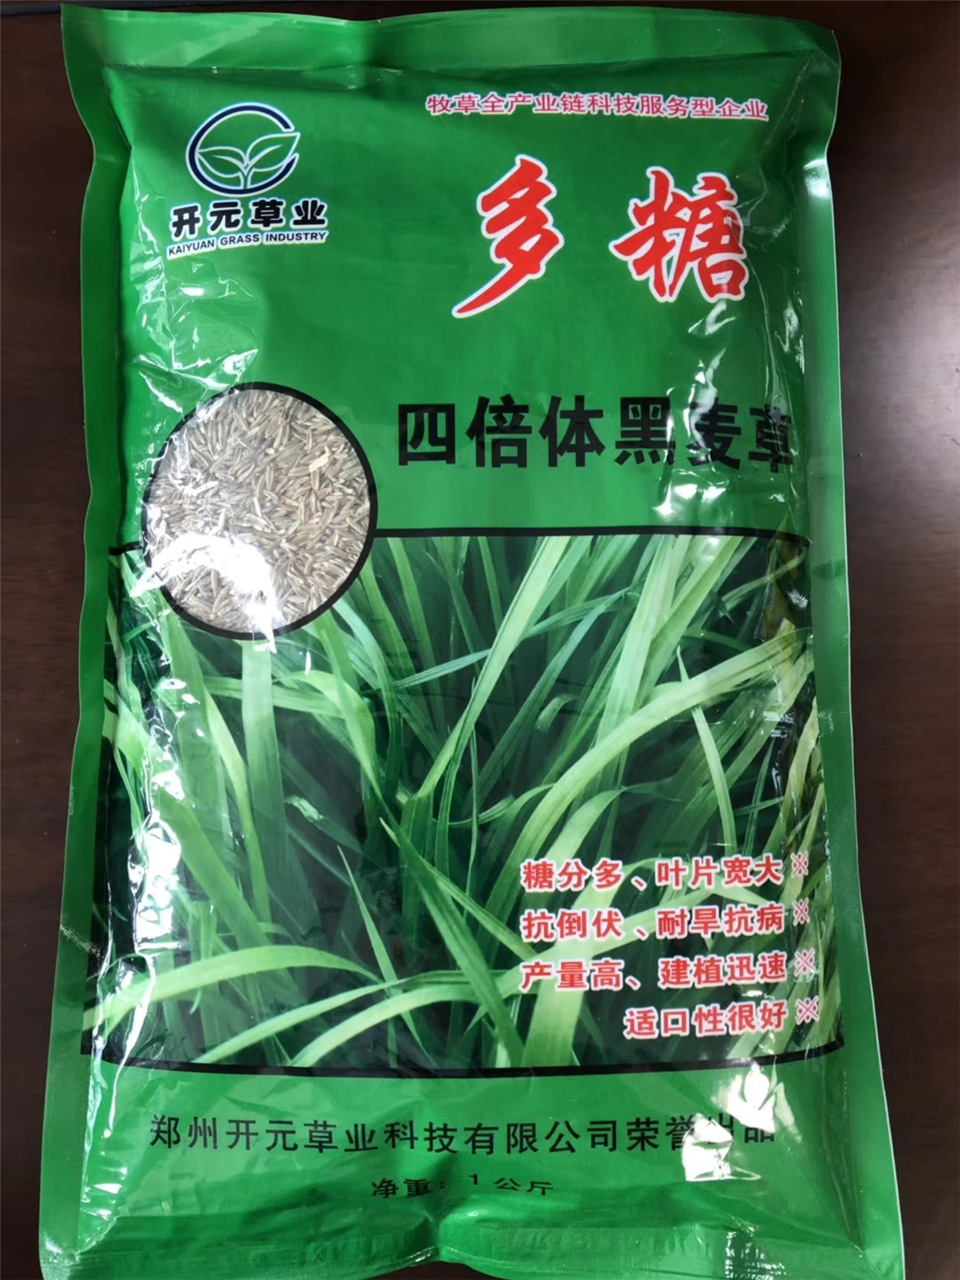 牧草全产业链科技服务型企业
开元草业
KAIYUAN GRASS INDUSTRY
多糖
四倍体黑麦草
糖分多、叶片宽大※
抗倒伏、耐旱抗病※
产量高、建植迅速※
适口性很好※
郑州开元草业科技有限公司荣誉出品
净重：1公斤